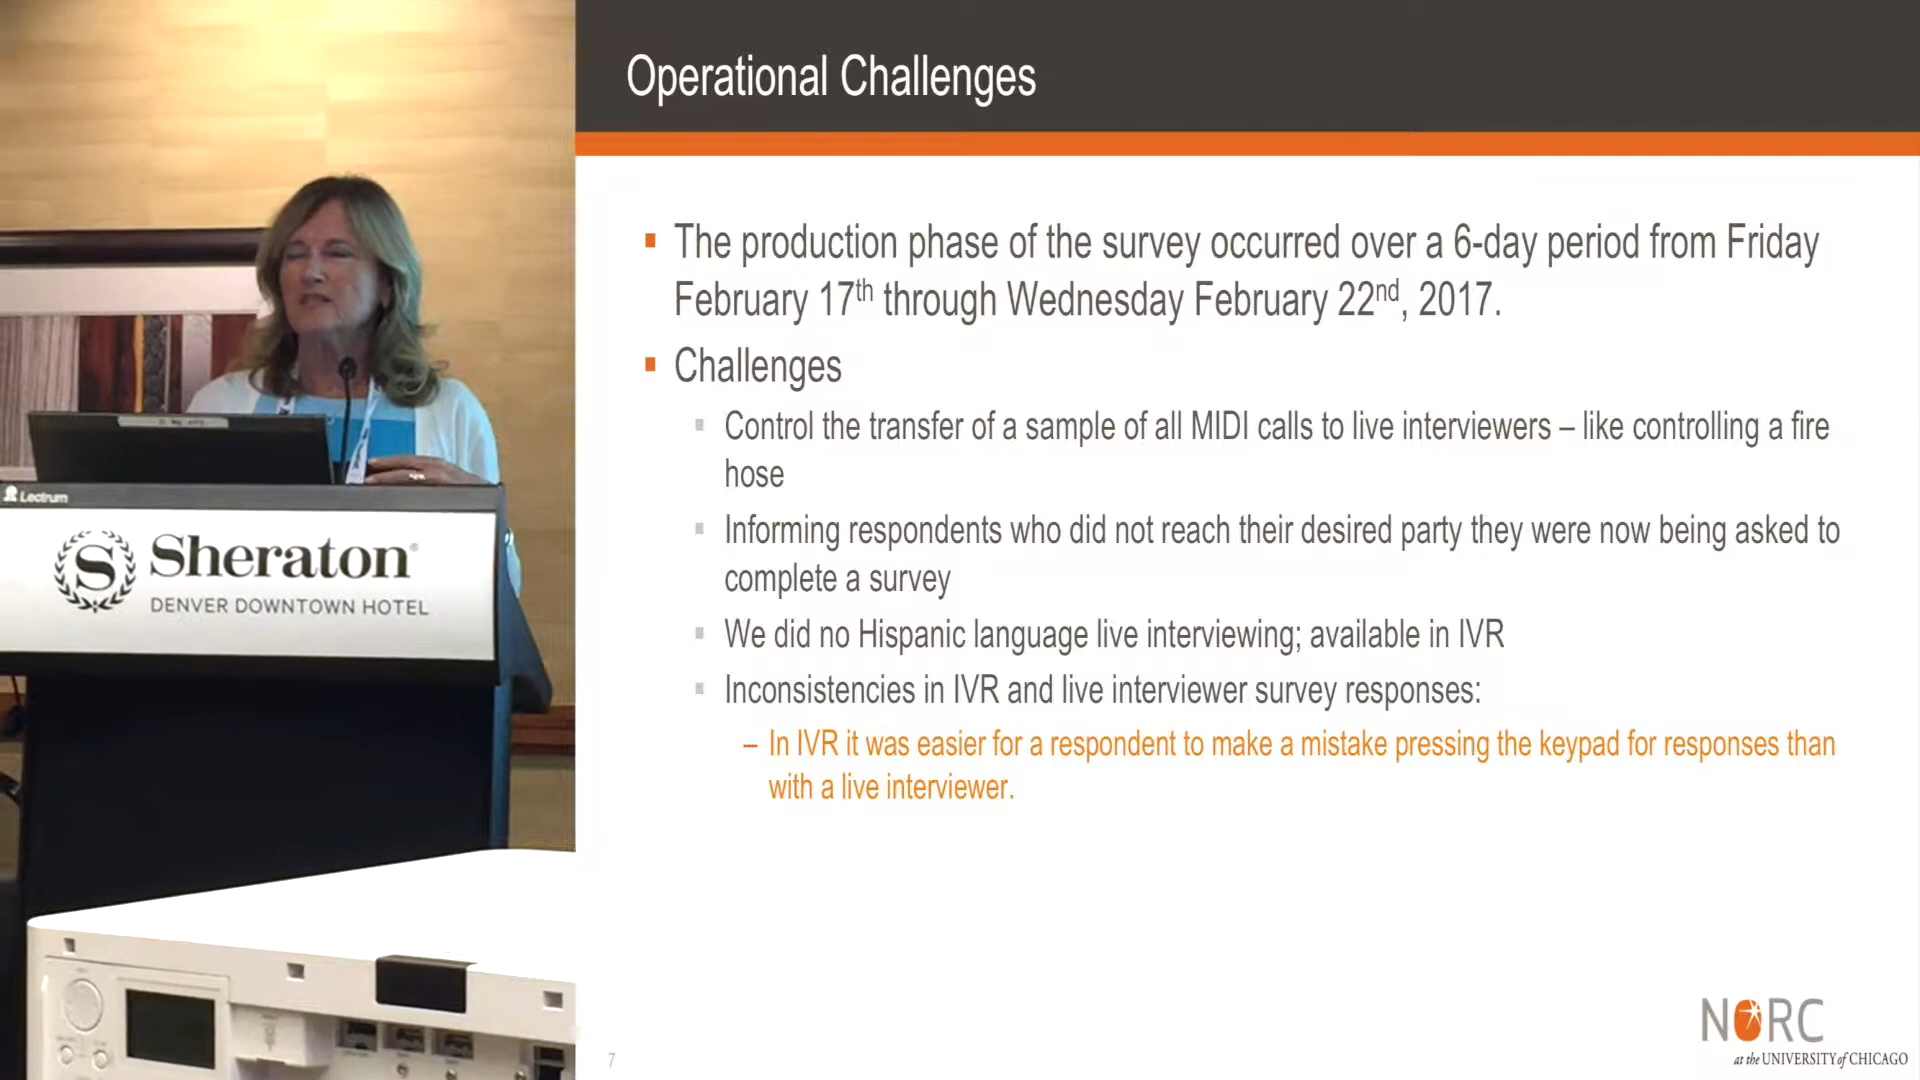 Operational Challenges
▪ The production phase of the survey occurred over a 6-day period from Friday
February 17th through Wednesday February 22nd, 2017.
▪ Challenges
▪ Control the transfer of a sample of all MIDI calls to live interviewers – like controlling a fire
hose
▪ Informing respondents who did not reach their desired party they were now being asked to
complete a survey
▪ We did no Hispanic language live interviewing; available in IVR
▪ Inconsistencies in IVR and live interviewer survey responses:
– In IVR it was easier for a respondent to make a mistake pressing the keypad for responses than
with a live interviewer.
Lectrum
S Sheraton®
DENVER DOWNTOWN HOTEL
7
NORC
at the UNIVERSITY of CHICAGO